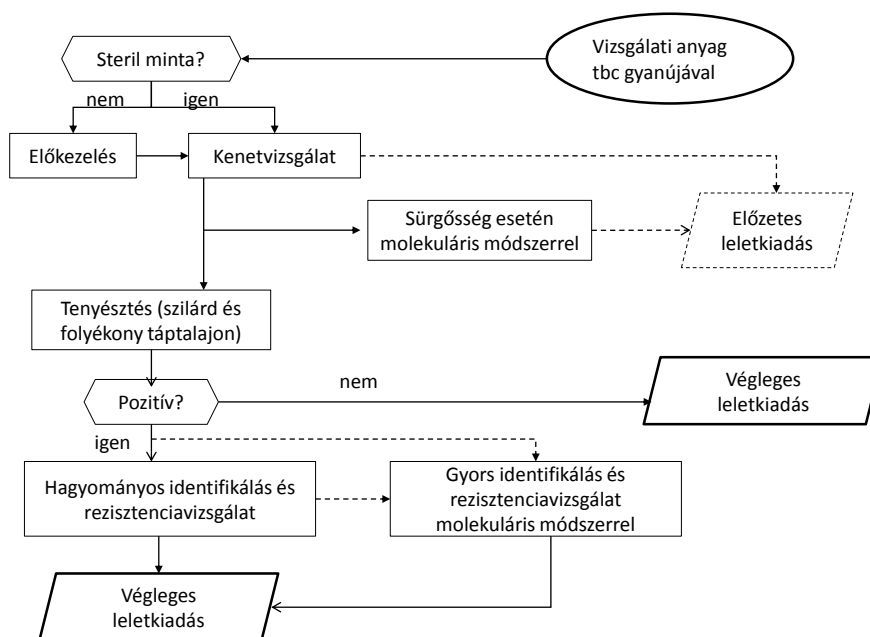 Steril minta?
Vizsgálati anyag
tbc gyanújával
nem
igen
Előkezelés
Kenetvizsgálat
Sürgősség esetén
molekuláris módszerrel
Előzetes
leletkiadás
Tenyésztés (szilárd és
folyékony táptalajon)
Pozitív?
nem
Végleges
leletkiadás
igen
Hagyományos identifikálás és
rezisztenciavizsgálat
Gyors identifikálás és
rezisztenciavizsgálat
molekuláris módszerrel
Végleges
leletkiadás